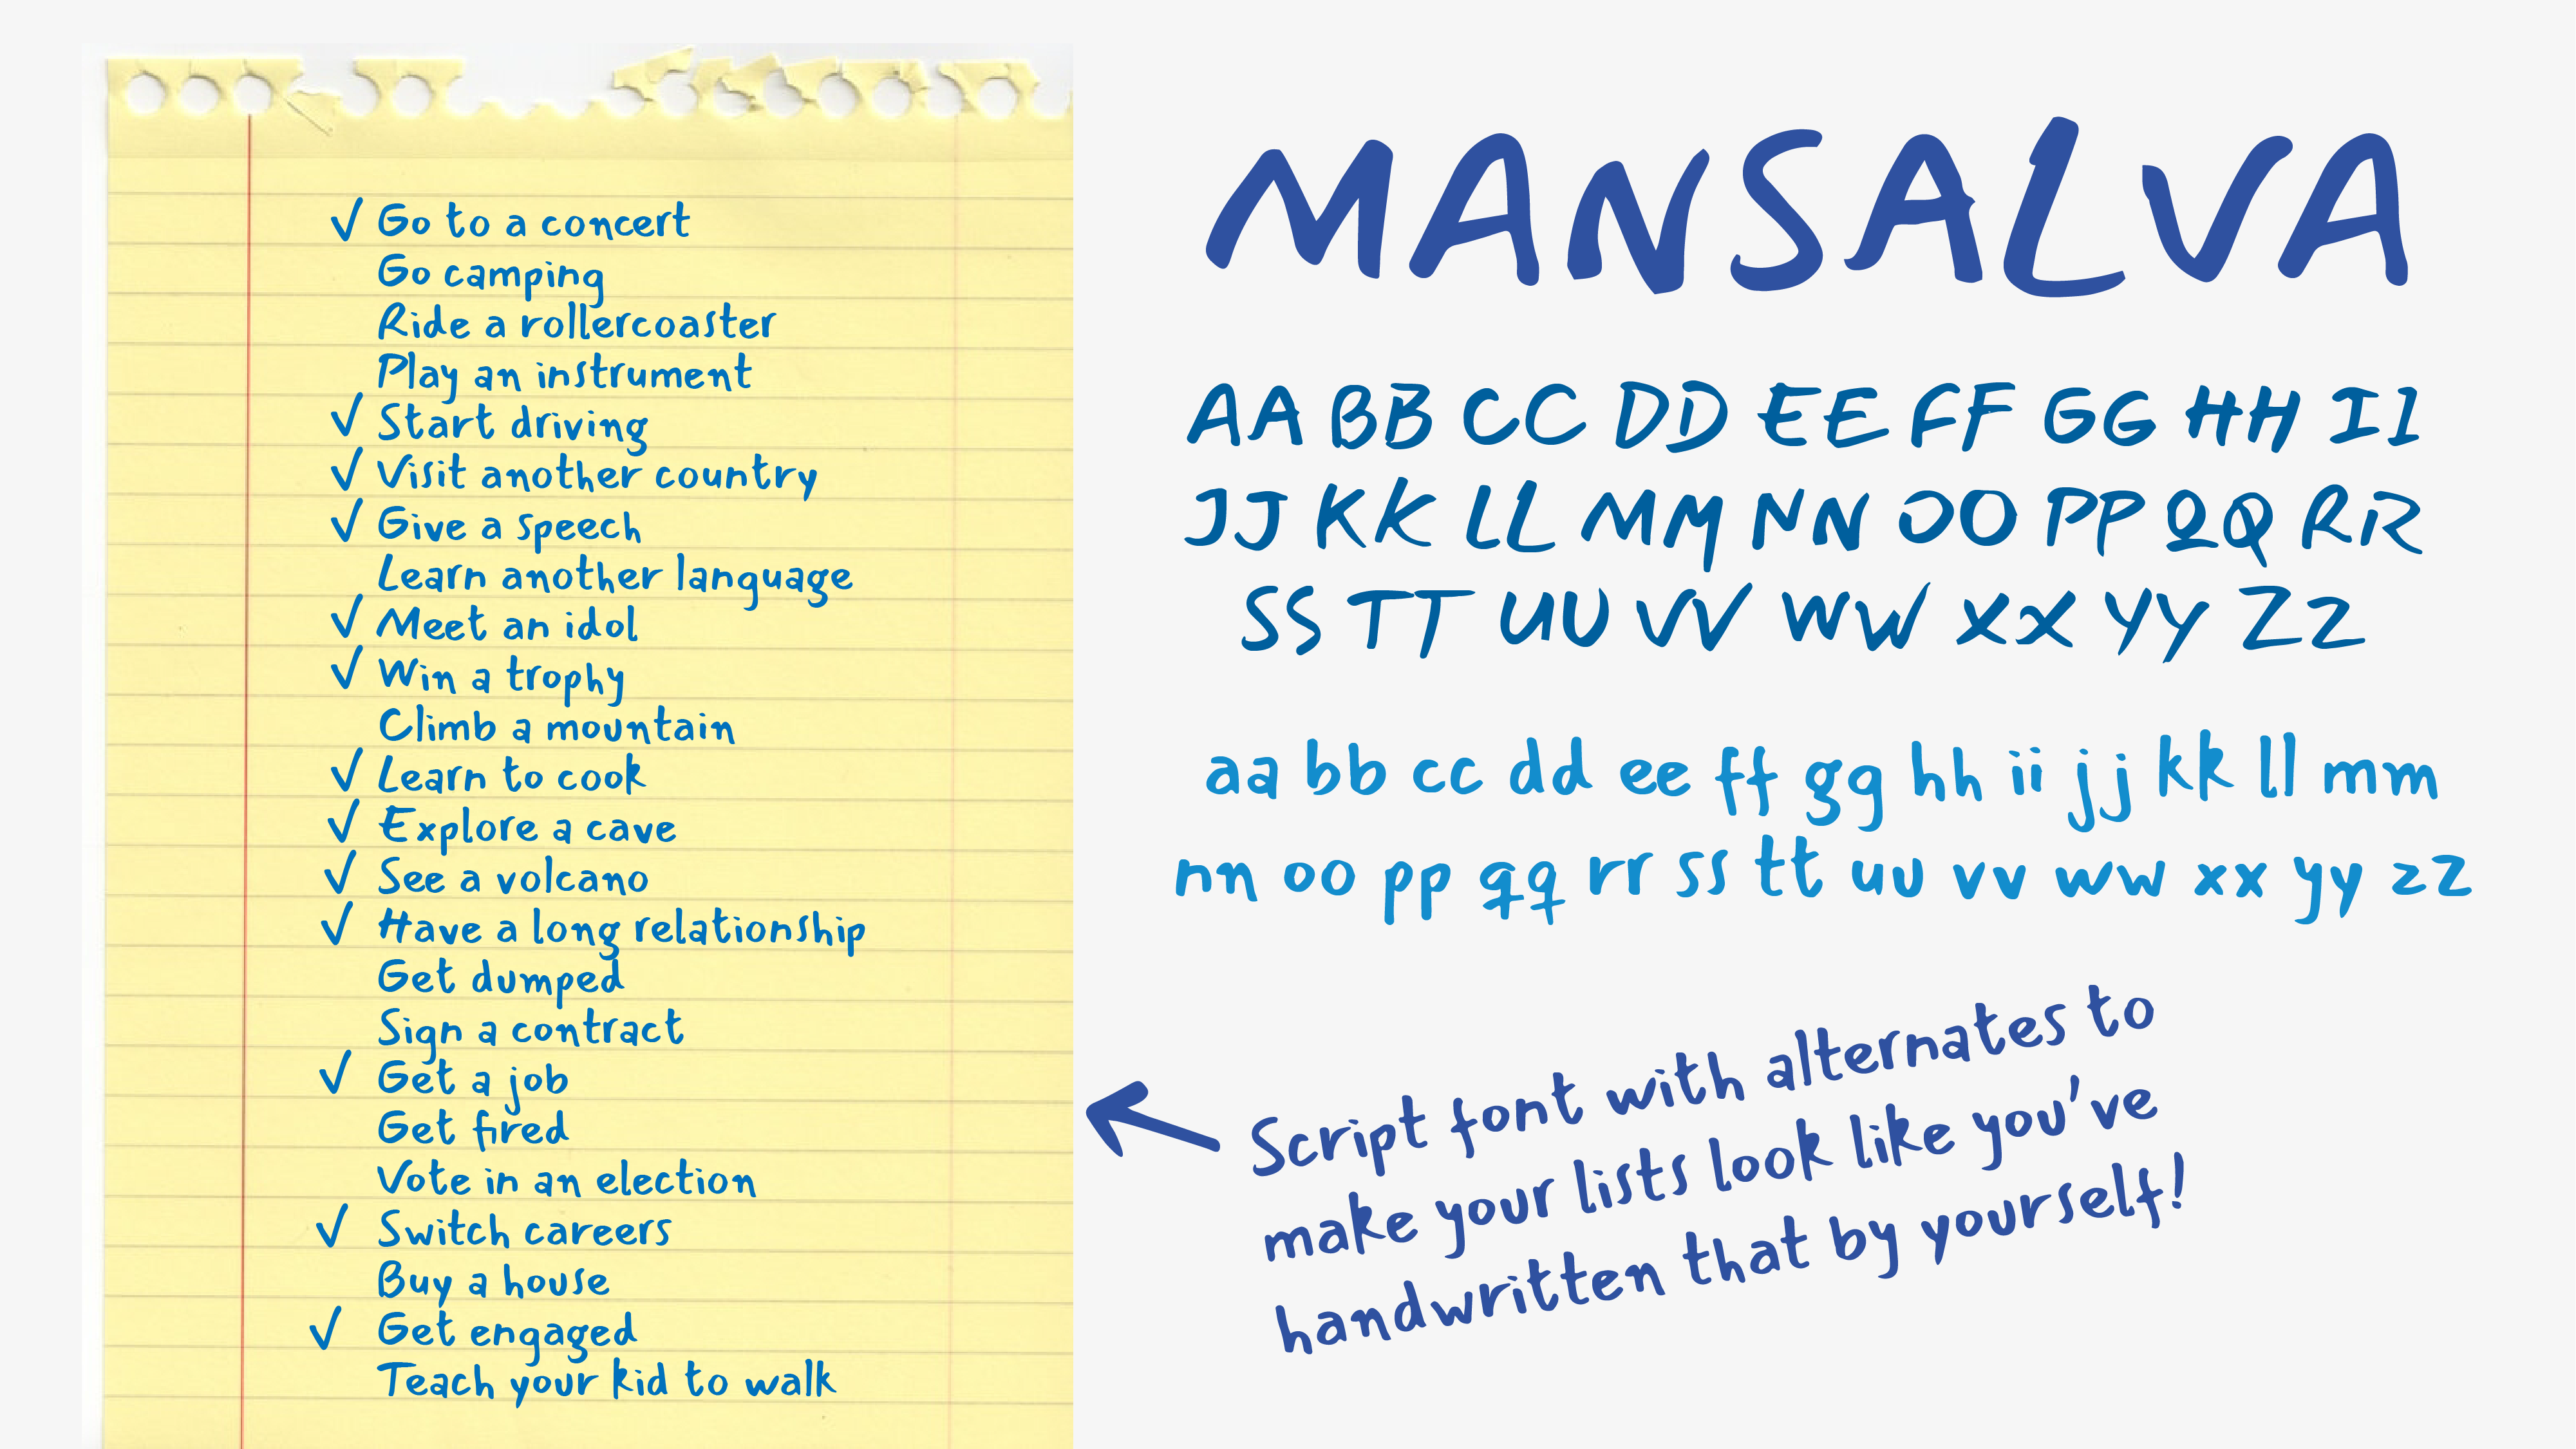 ✓ Go to a concert
Go camping
Ride a rollercoaster
Play an instrument
✓ Start driving
✓ Visit another country
✓ Give a speech
Learn another language
✓ Meet an idol
✓ Win a trophy
Climb a mountain
✓ Learn to cook
✓ Explore a cave
✓ See a volcano
✓ Have a long relationship
Get dumped
Sign a contract
✓ Get a job
Get fired
Vote in an election
✓ Switch careers
Buy a house
✓ Get engaged
Teach your kid to walk
MANSALVA
AA BB CC DD EE FF GG HH II
JJ KK LL MM NN OO PP QQ RR
SS TT UU VV WW XX YY ZZ
aa bb cc dd ee ff gg hh ii jj kk ll mm
nn oo pp qq rr ss tt uu vv ww xx yy zz
Script font with alternates to
make your lists look like you've
handwritten that by yourself!